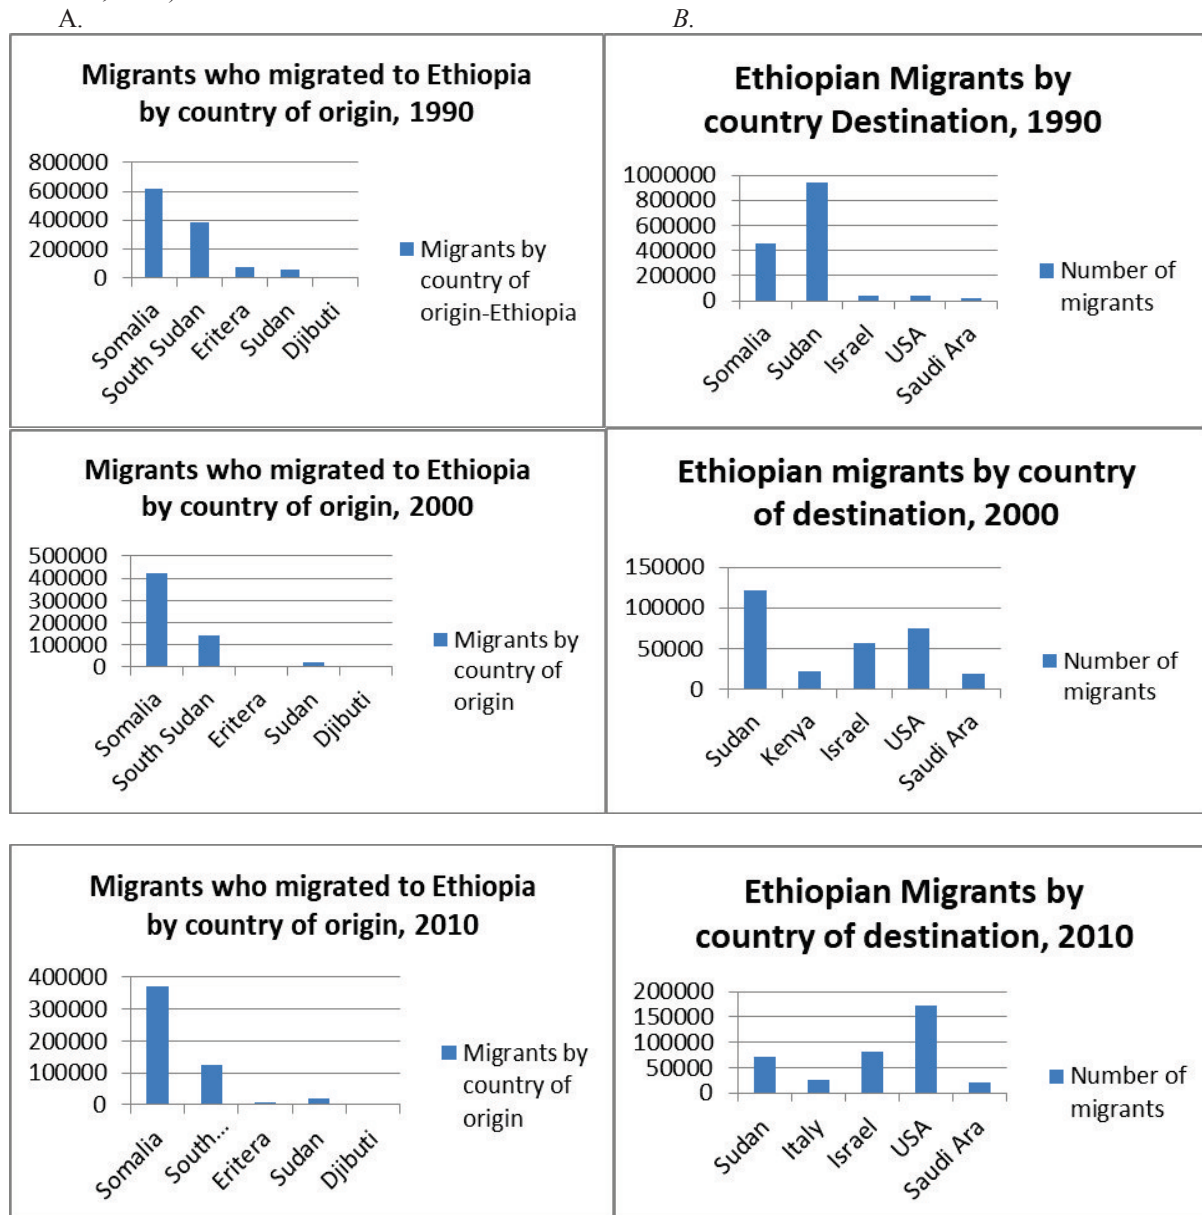 A.
B.
Migrants who migrated to Ethiopia
by country of origin, 1990
800000
600000
400000
200000
0
Somalia
South Sudan
Eritera
Sudan
Djibuti
Migrants by
country of
origin-Ethiopia
Ethiopian Migrants by
country Destination, 1990
1000000
800000
600000
400000
200000
0
Somalia
Sudan
Israel
USA
Saudi Ara
Number of
migrants
Migrants who migrated to Ethiopia
by country of origin, 2000
500000
400000
300000
200000
100000
0
Somalia
South Sudan
Eritera
Sudan
Djibuti
Migrants by
country of
origin
Ethiopian migrants by country
of destination, 2000
150000
100000
50000
0
Sudan
Kenya
Israel
USA
Saudi Ara
Number of
migrants
Migrants who migrated to Ethiopia
by country of origin, 2010
400000
300000
200000
100000
0
Somalia
South...
Eritera
Sudan
Djibuti
Migrants by
country of
origin
Ethiopian Migrants by
country of destination, 2010
200000
150000
100000
50000
0
Sudan
Italy
Israel
USA
Saudi Ara
Number of
migrants